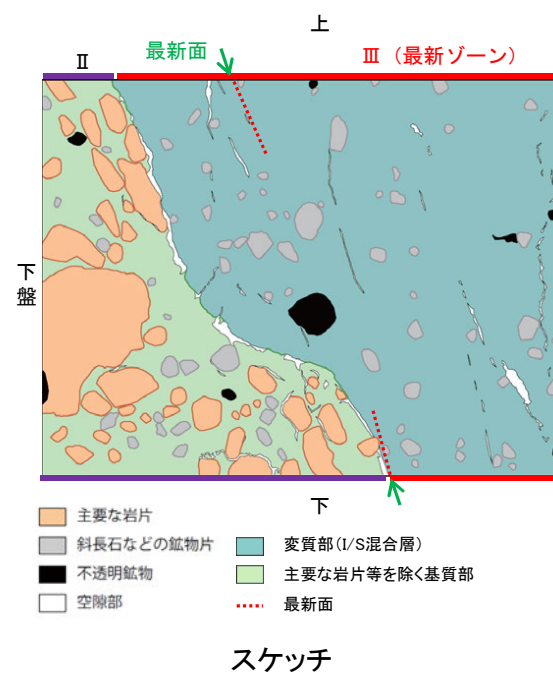 上
Ⅱ
最新面
Ⅲ（最新ゾーン）
下盤
下
主要な岩片
斜長石などの鉱物片
不透明鉱物
空隙部
変質部(I/S混合層)
主要な岩片等を除く基質部
最新面
スケッチ